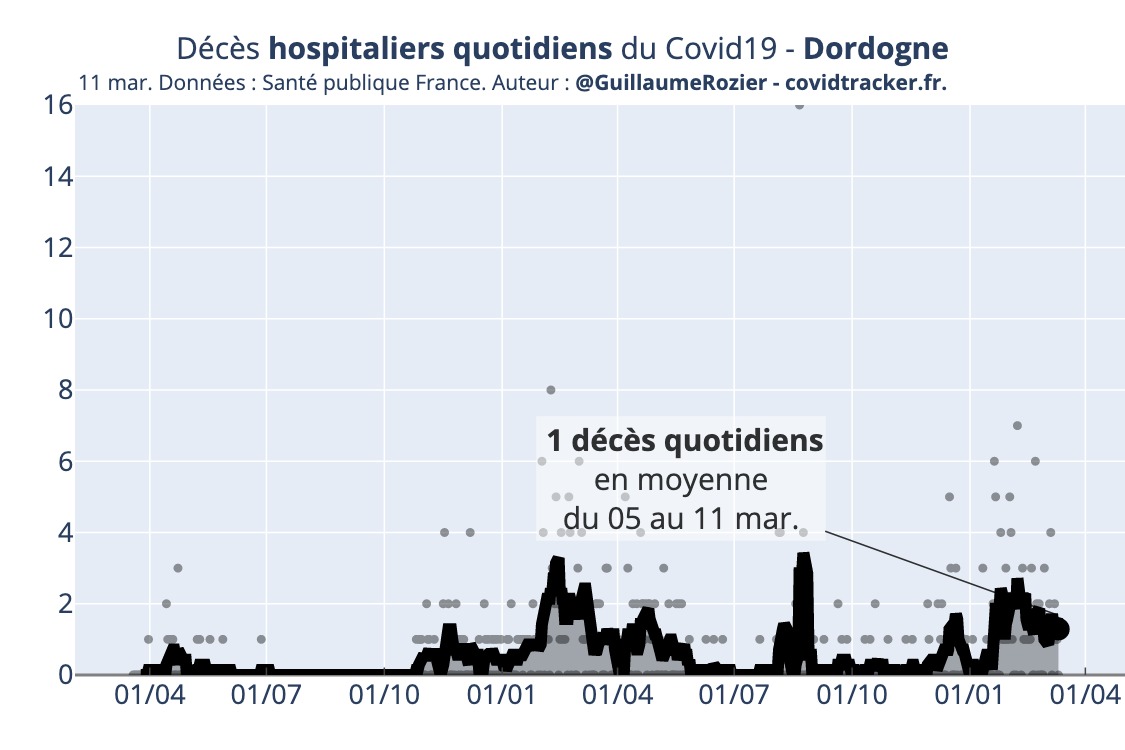 Décès hospitaliers quotidiens du Covid19 - Dordogne
11 mar. Données : Santé publique France. Auteur : @GuillaumeRozier - covidtracker.fr.
16
14
12
10
8
6
4
2
0
1 décès quotidiens
en moyenne
du 05 au 11 mar.
01/04 01/07 01/10 01/01 01/04 01/07 01/10 01/01 01/04